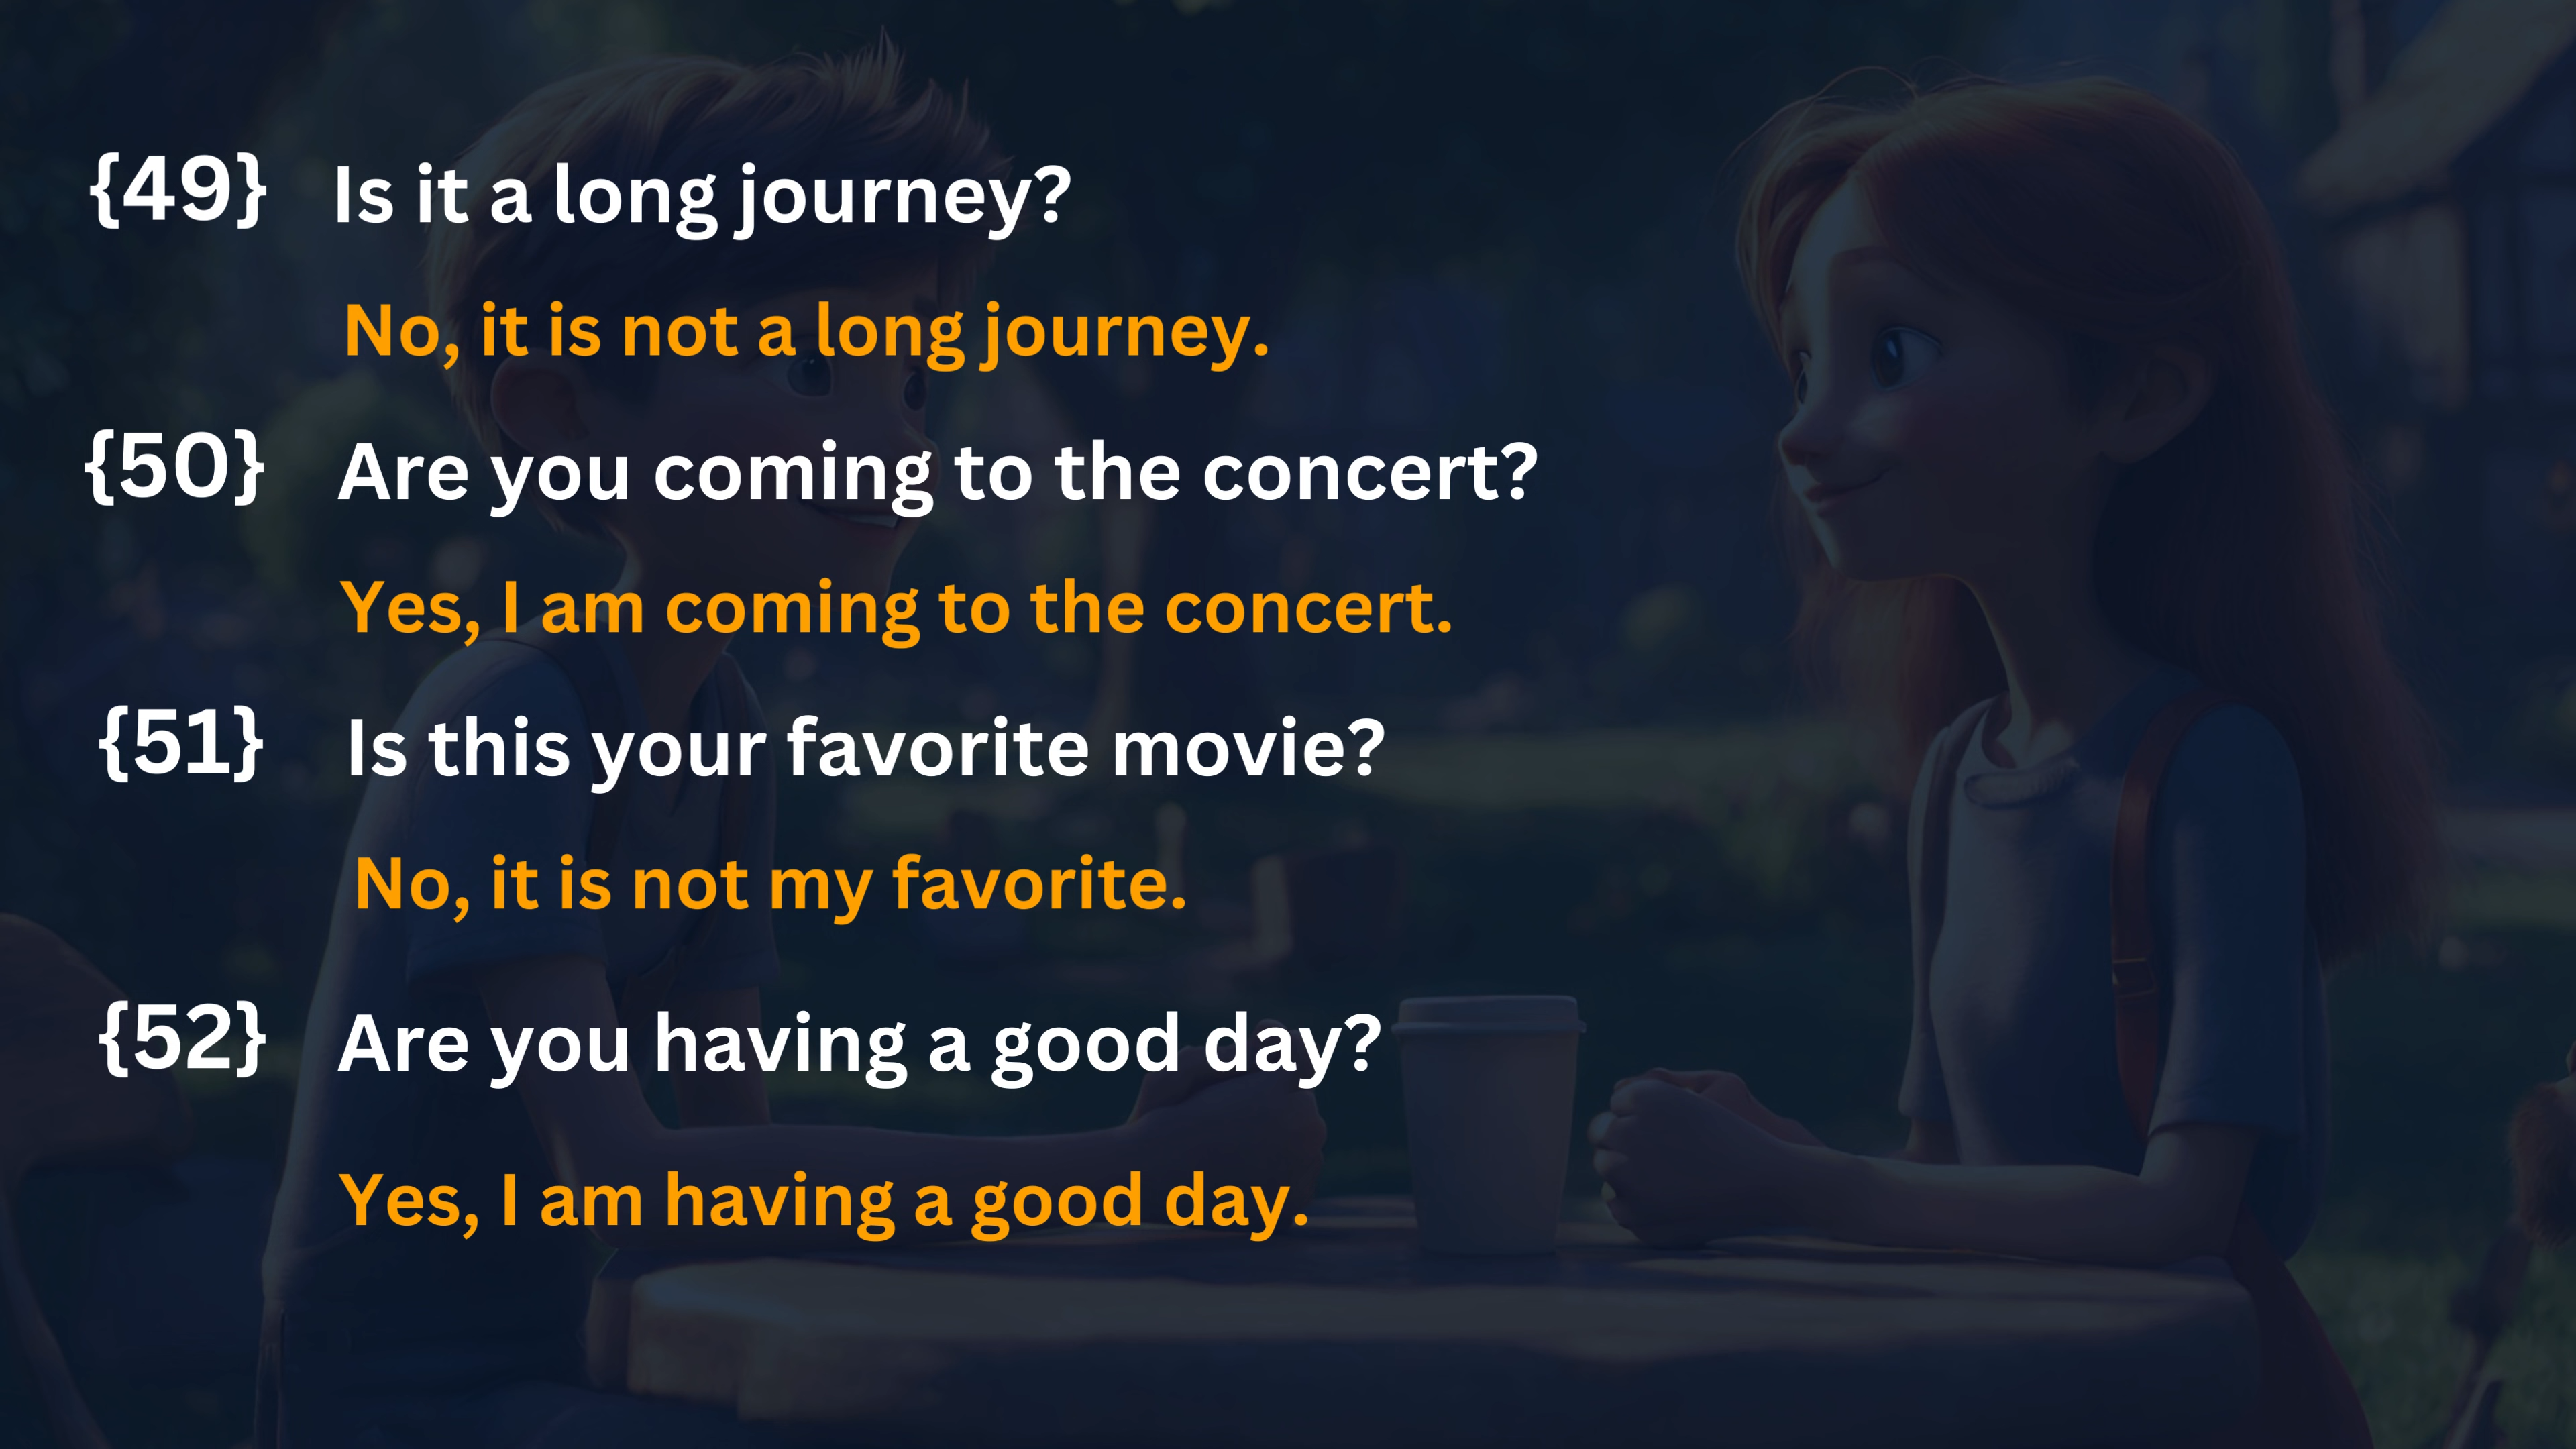 {49} Is it a long journey?
No, it is not a long journey.
{50} Are you coming to the concert?
Yes, I am coming to the concert.
{51} Is this your favorite movie?
No, it is not my favorite.
{52} Are you having a good day?
Yes, I am having a good day.